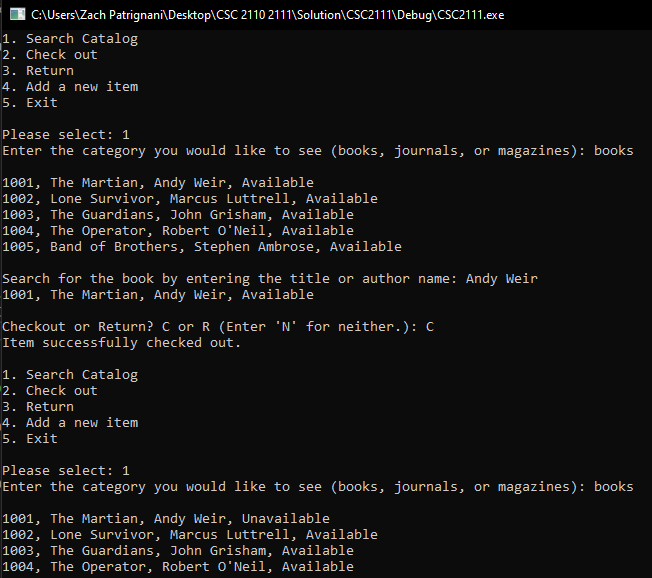 C:\Users\Zach Patrignani\Desktop\CSC 2110 2111\Solution\CSC2111\Debug\CSC2111.exe
1. Search Catalog
2. Check out
3. Return
4. Add a new item
5. Exit
Please select: 1
Enter the category you would like to see (books, journals, or magazines): books
1001, The Martian, Andy Weir, Available
1002, Lone Survivor, Marcus Luttrell, Available
1003, The Guardians, John Grisham, Available
1004, The Operator, Robert O'Neil, Available
1005, Band of Brothers, Stephen Ambrose, Available
Search for the book by entering the title or author name: Andy Weir
1001, The Martian, Andy Weir, Available
Checkout or Return? C or R (Enter 'N' for neither.): C
Item successfully checked out.
1. Search Catalog
2. Check out
3. Return
4. Add a new item
5. Exit
Please select: 1
Enter the category you would like to see (books, journals, or magazines): books
1001, The Martian, Andy Weir, Unavailable
1002, Lone Survivor, Marcus Luttrell, Available
1003, The Guardians, John Grisham, Available
1004, The Operator, Robert O'Neil, Available